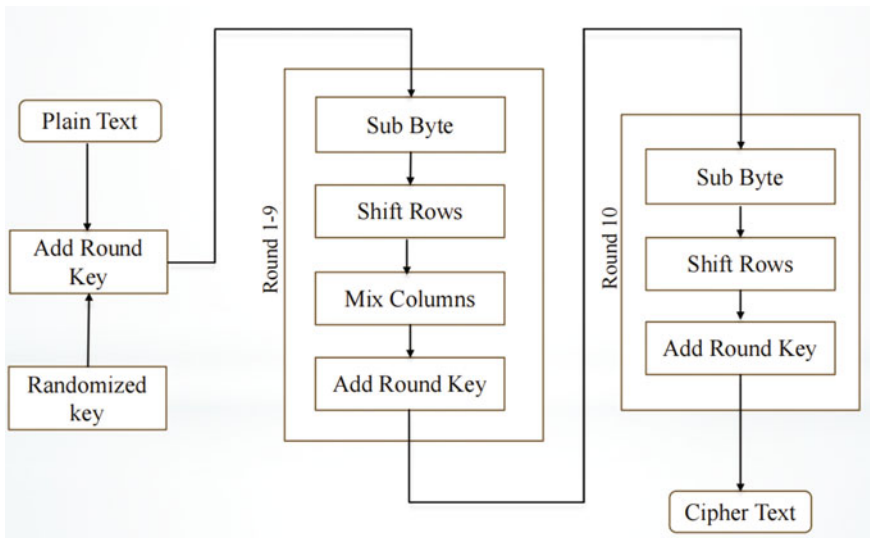 Plain Text
Add Round
Key
Randomized
key
Round 1-9
Sub Byte
Shift Rows
Mix Columns
Add Round Key
Round 10
Sub Byte
Shift Rows
Add Round Key
Cipher Text